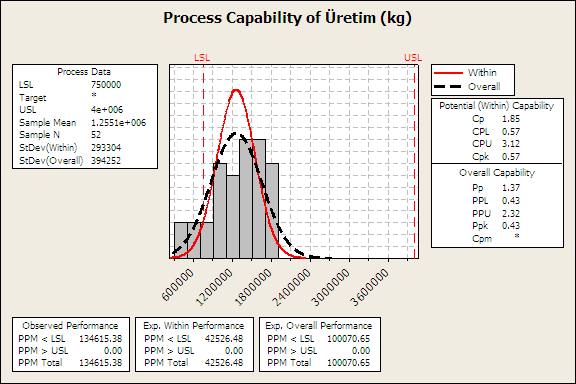 Process Capability of Üretim (kg)
LSL
USL
Process Data
LSL 750000
Target *
USL 4e+006
Sample Mean 1.2551e+006
Sample N 52
StDev(Within) 293304
StDev(Overall) 394252
Within
Overall
Potential (Within) Capability
Cp 1.85
CPL 0.57
CPU 3.12
Cpk 0.57
Overall Capability
Pp 1.37
PPL 0.43
PPU 2.32
Ppk 0.43
Cpm *
600000 1200000 1800000 2400000 3000000 3600000
Observed Performance
PPM < LSL 134615.38
PPM > USL 0.00
PPM Total 134615.38
Exp. Within Performance
PPM < LSL 42526.48
PPM > USL 0.00
PPM Total 42526.48
Exp. Overall Performance
PPM < LSL 100070.65
PPM > USL 0.00
PPM Total 100070.65